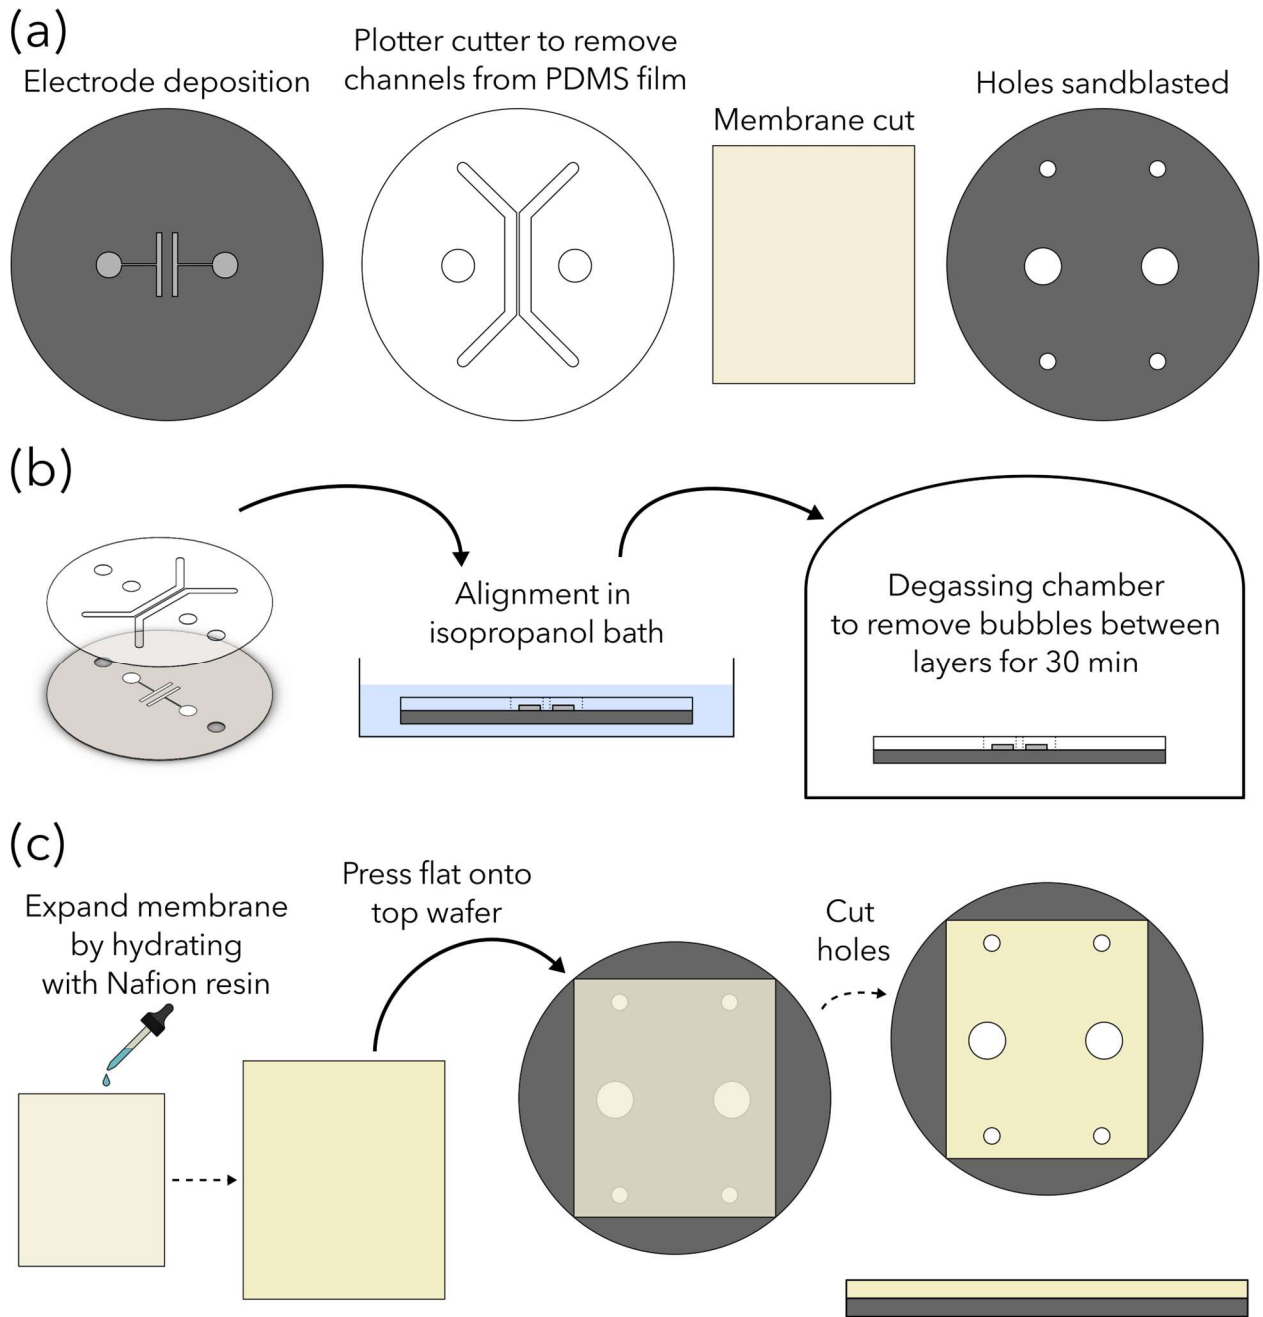 (a)
Electrode deposition
Plotter cutter to remove
channels from PDMS film
Membrane cut
Holes sandblasted
(b)
Alignment in
isopropanol bath
Degassing chamber
to remove bubbles between
layers for 30 min
(c)
Expand membrane
by hydrating
with Nafion resin
Press flat onto
top wafer
Cut
holes